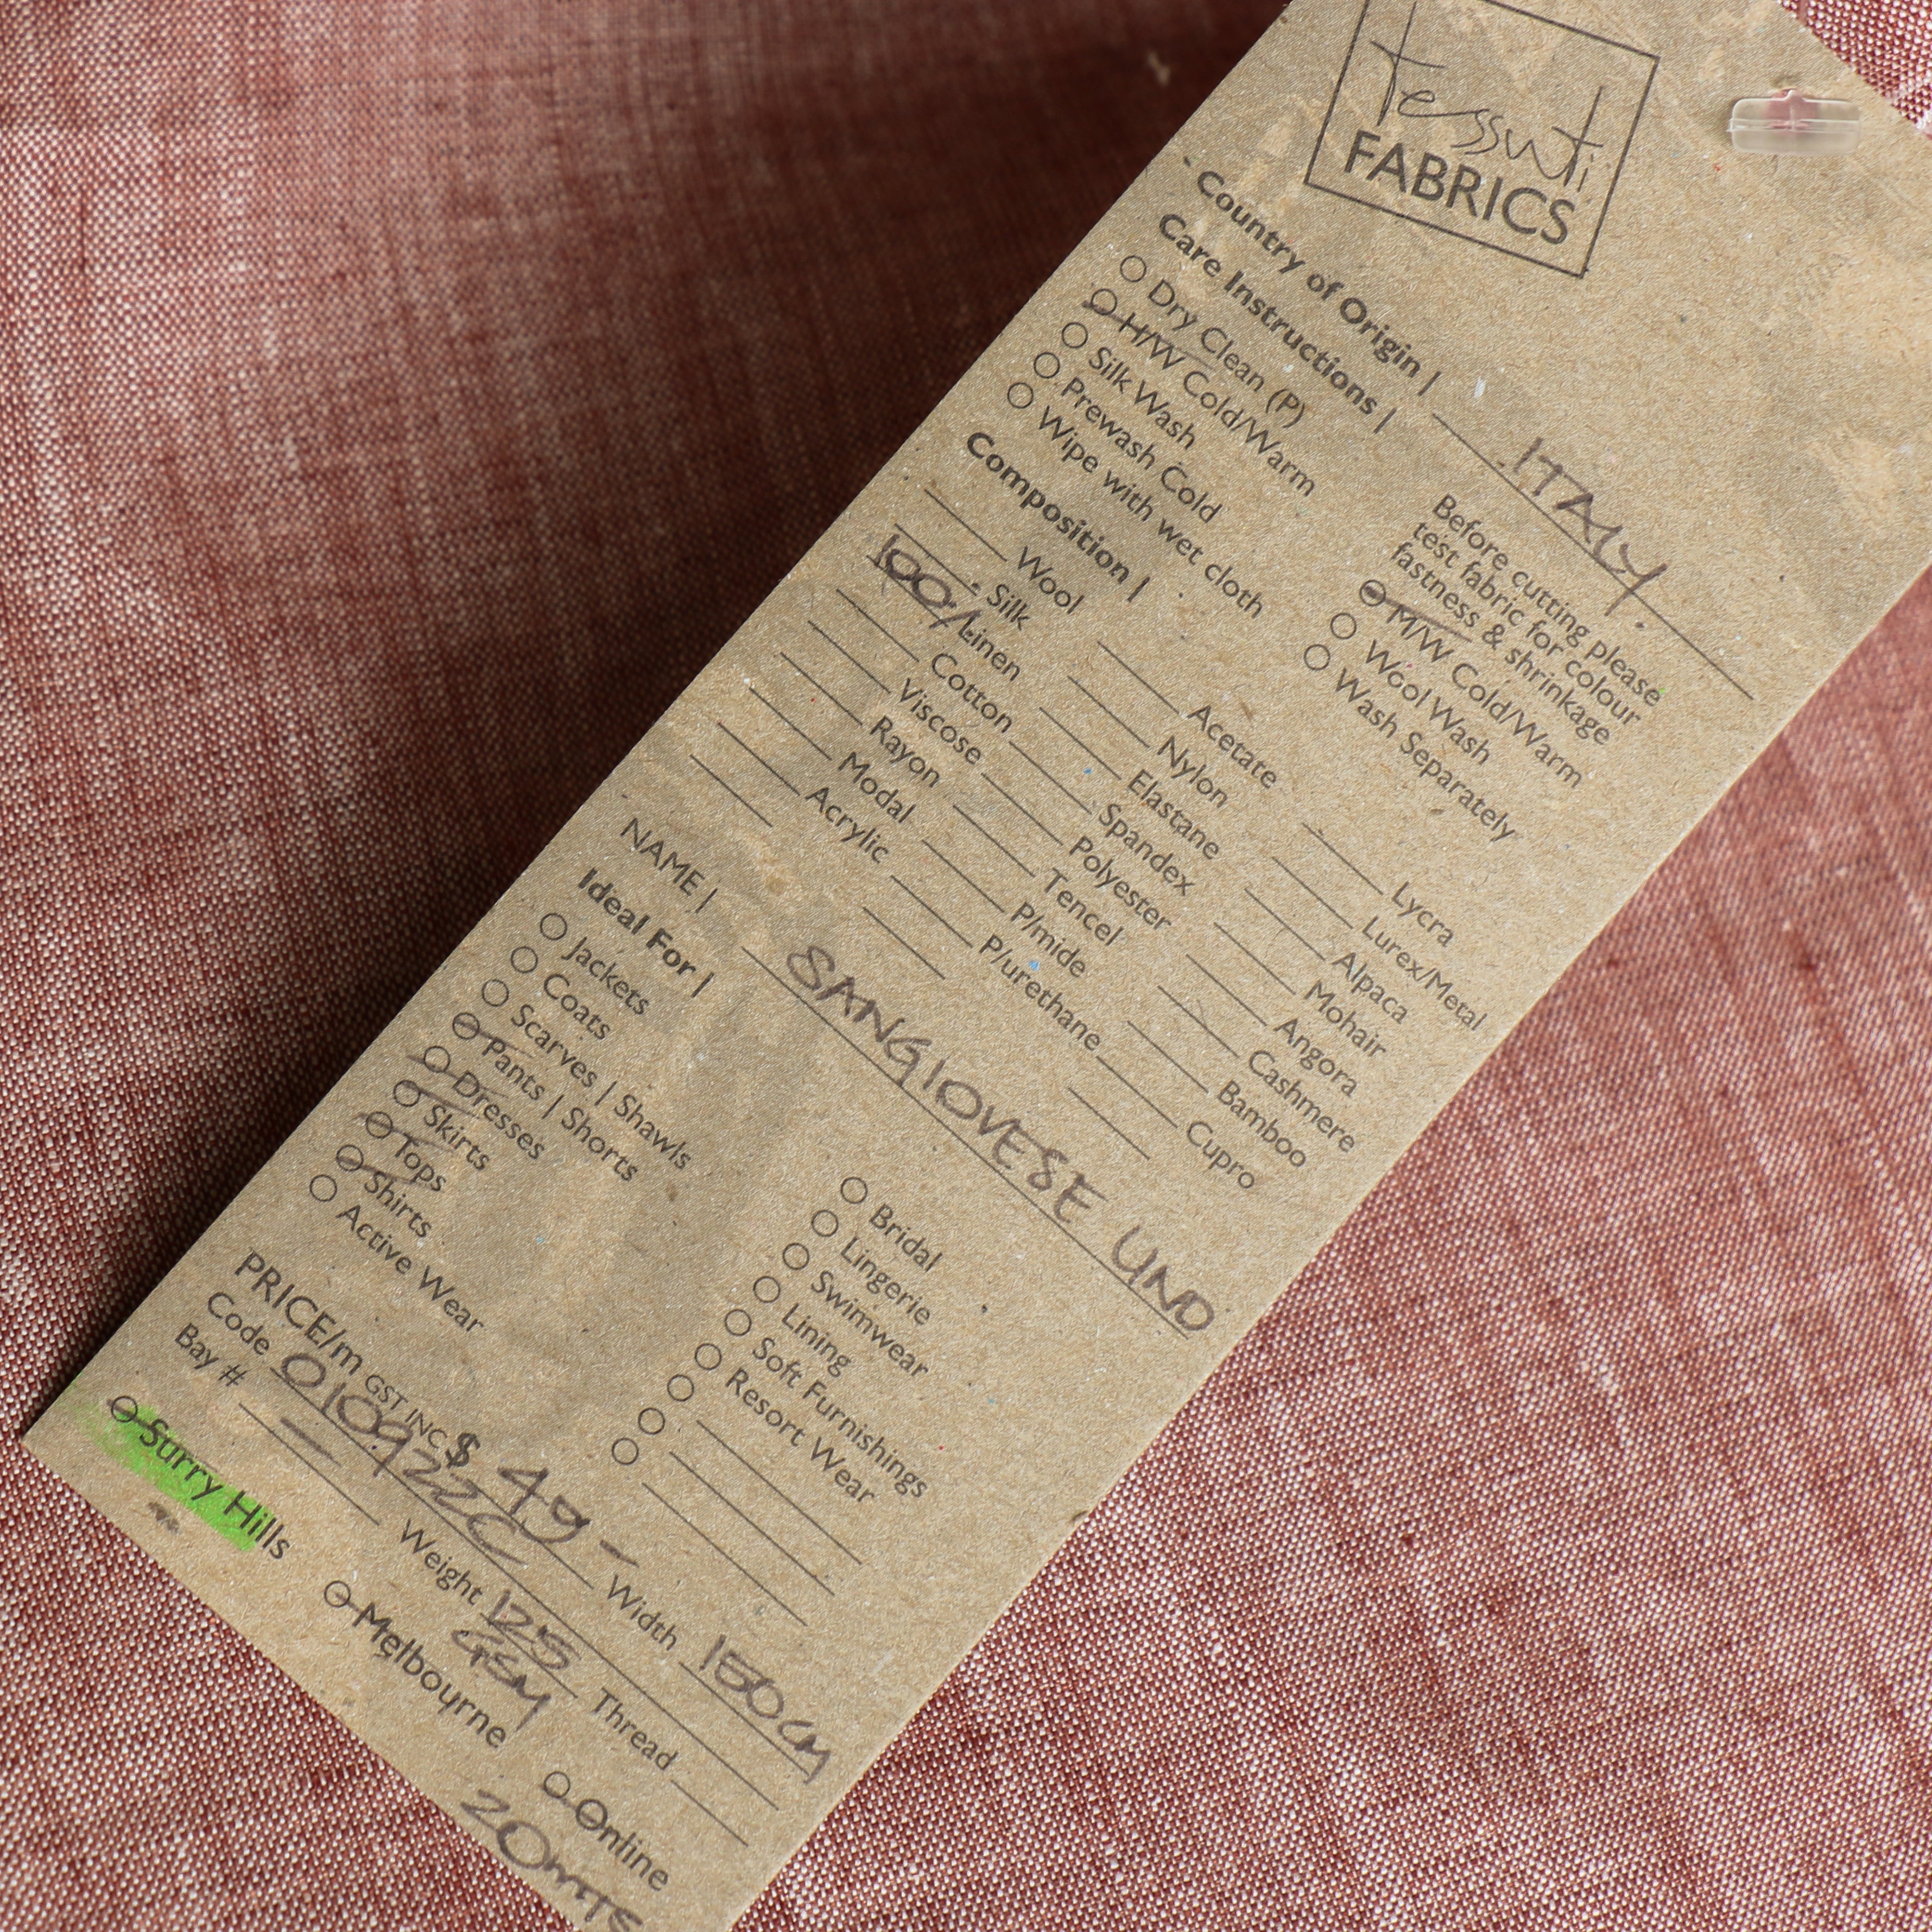 tessuti
FABRICS
Country of Origin | ITALY.
Care Instructions |
Before cutting please
test fabric for colour
fastness & shrinkage
Dry Clean (P)
H/W Cold/Warm
M/W Cold/Warm
Silk Wash
Wool Wash
Prewash Cold
Wash Separately
Wipe with wet cloth
Composition |
Wool Acetate Lycra
Silk Nylon Lurex/Metal
100% Linen Elastane Alpaca
Cotton Spandex Mohair
Viscose Polyester Angora
Rayon Tencel Cashmere
Modal P/mide Bamboo
Acrylic P/urethane Cupro
NAME | SANGIOVESE UND
Ideal For |
Jackets Bridal
Coats Lingerie
Scarves | Shawls Swimwear
Pants | Shorts Lining
Dresses Soft Furnishings
Skirts Resort Wear
Tops
Shirts
Active Wear
PRICE/m GST INC $ 49 - Width 150CM
Code 010922C
Bay # — Weight 125 GSM Thread
Surry Hills Melbourne Online
20mts